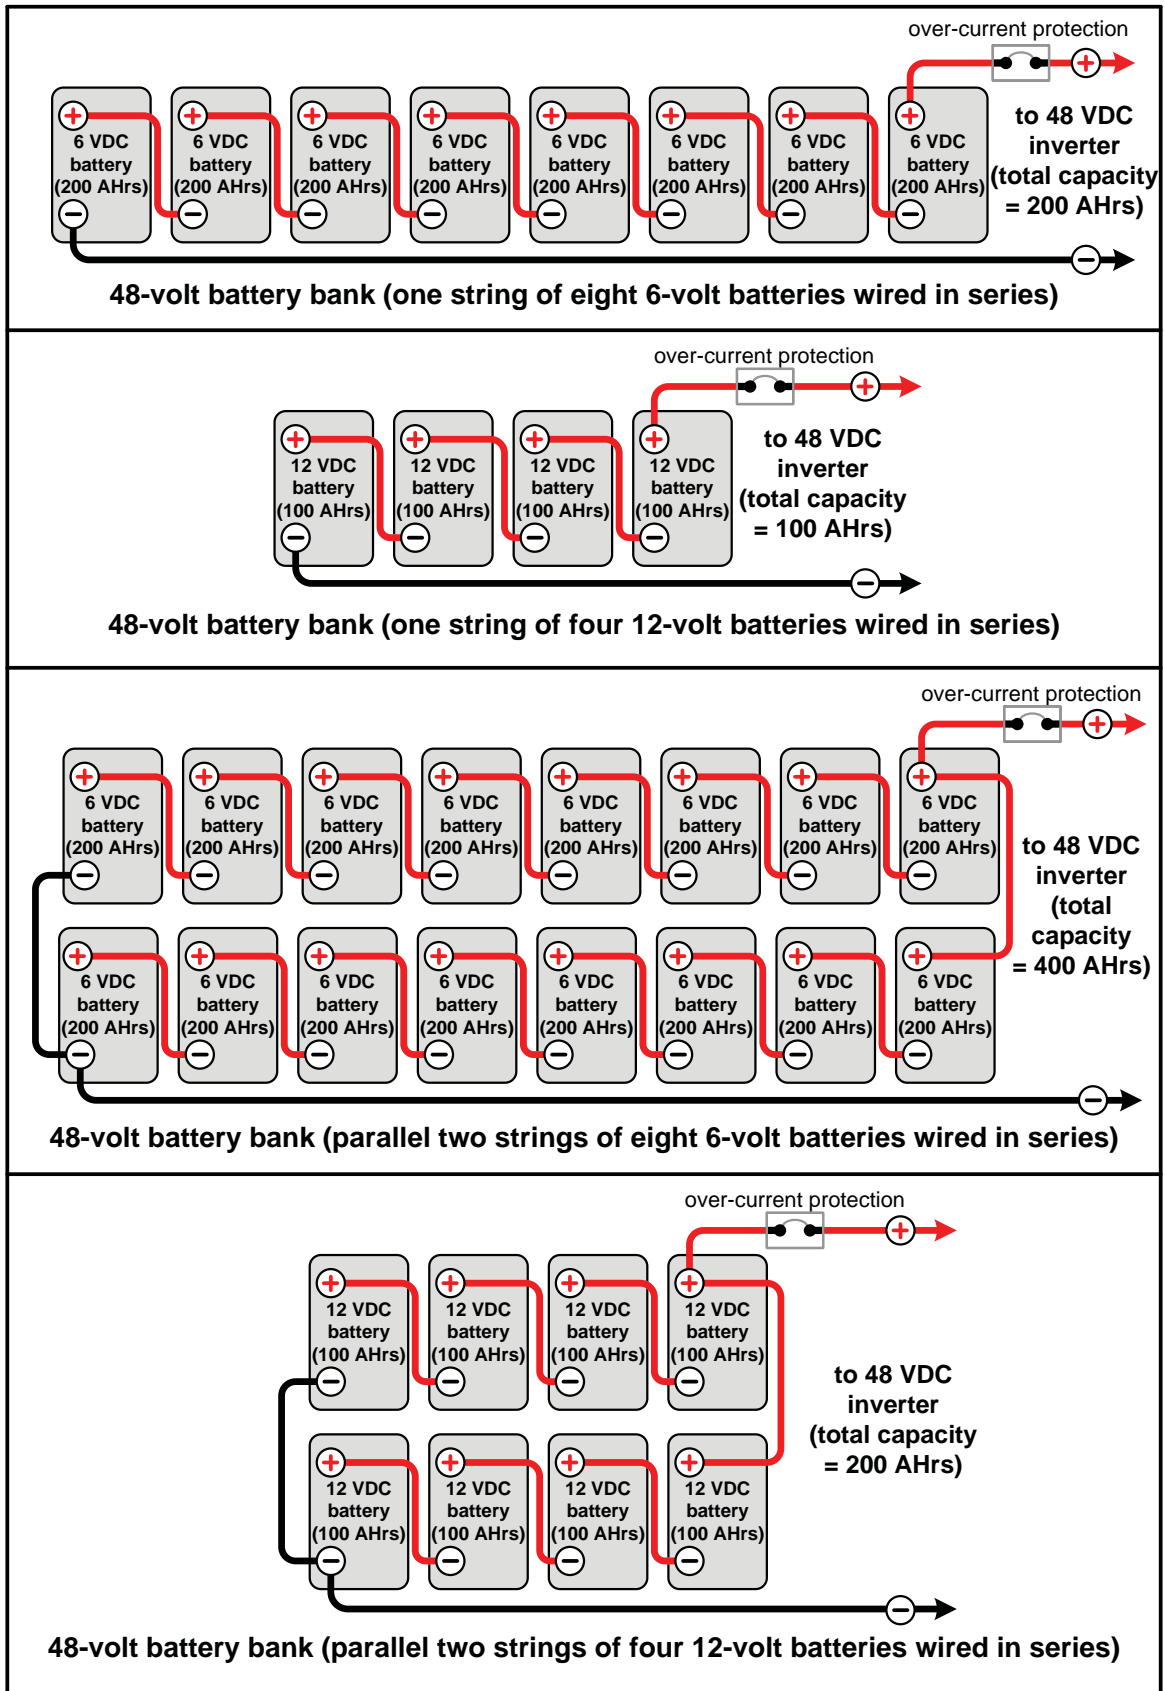 over-current protection
6 VDC
battery
(200 AHrs)
6 VDC
battery
(200 AHrs)
6 VDC
battery
(200 AHrs)
6 VDC
battery
(200 AHrs)
6 VDC
battery
(200 AHrs)
6 VDC
battery
(200 AHrs)
6 VDC
battery
(200 AHrs)
6 VDC
battery
(200 AHrs)
to 48 VDC
inverter
(total capacity
= 200 AHrs)
48-volt battery bank (one string of eight 6-volt batteries wired in series)
over-current protection
12 VDC
battery
(100 AHrs)
12 VDC
battery
(100 AHrs)
12 VDC
battery
(100 AHrs)
12 VDC
battery
(100 AHrs)
to 48 VDC
inverter
(total capacity
= 100 AHrs)
48-volt battery bank (one string of four 12-volt batteries wired in series)
over-current protection
6 VDC
battery
(200 AHrs)
6 VDC
battery
(200 AHrs)
6 VDC
battery
(200 AHrs)
6 VDC
battery
(200 AHrs)
6 VDC
battery
(200 AHrs)
6 VDC
battery
(200 AHrs)
6 VDC
battery
(200 AHrs)
6 VDC
battery
(200 AHrs)
6 VDC
battery
(200 AHrs)
6 VDC
battery
(200 AHrs)
6 VDC
battery
(200 AHrs)
6 VDC
battery
(200 AHrs)
6 VDC
battery
(200 AHrs)
6 VDC
battery
(200 AHrs)
6 VDC
battery
(200 AHrs)
6 VDC
battery
(200 AHrs)
to 48 VDC
inverter
(total
capacity
= 400 AHrs)
48-volt battery bank (parallel two strings of eight 6-volt batteries wired in series)
over-current protection
12 VDC
battery
(100 AHrs)
12 VDC
battery
(100 AHrs)
12 VDC
battery
(100 AHrs)
12 VDC
battery
(100 AHrs)
12 VDC
battery
(100 AHrs)
12 VDC
battery
(100 AHrs)
12 VDC
battery
(100 AHrs)
12 VDC
battery
(100 AHrs)
to 48 VDC
inverter
(total capacity
= 200 AHrs)
48-volt battery bank (parallel two strings of four 12-volt batteries wired in series)